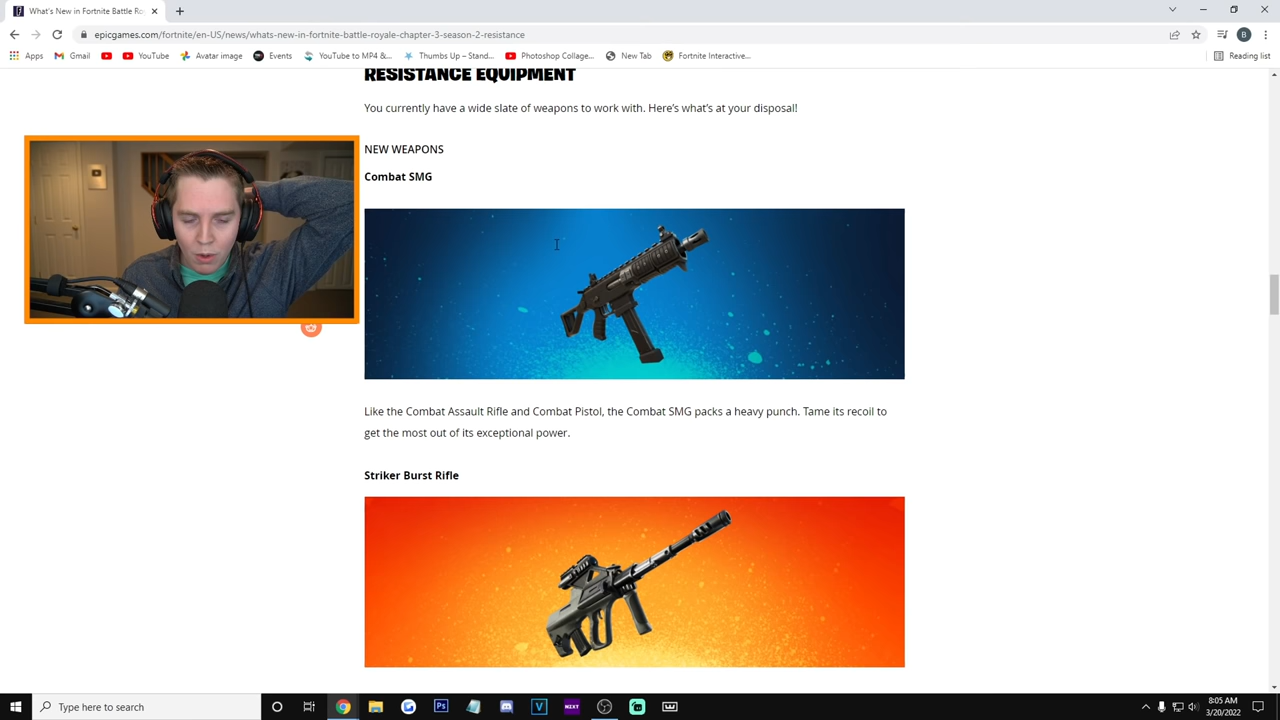 What's New in Fortnite Battle Ro
epicgames.com/fortnite/en-US/news/whats-new-in-fortnite-battle-royale-chapter-3-season-2-resistance
B
Apps
Gmail
YouTube
Avatar image
Events
YouTube to MP4 &...
Thumbs Up – Stand...
Photoshop Collage...
New Tab
Fortnite Interactive...
Reading list
RESISTANCE EQUIPMENT
You currently have a wide slate of weapons to work with. Here's what's at your disposal!
NEW WEAPONS
Combat SMG
Like the Combat Assault Rifle and Combat Pistol, the Combat SMG packs a heavy punch. Tame its recoil to
get the most out of its exceptional power.
Striker Burst Rifle
Type here to search
Ps
V
NEXT
8:05 AM
3/20/2022